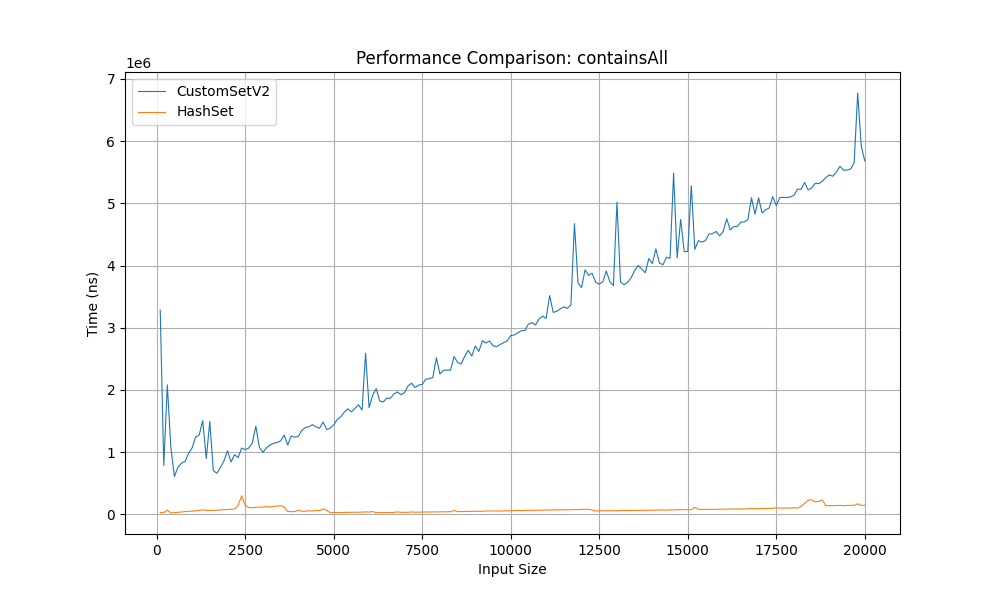 Performance Comparison: containsAll
1e6
7
6
5
4
3
2
1
0
Time (ns)
CustomSetV2
HashSet
0 2500 5000 7500 10000 12500 15000 17500 20000
Input Size